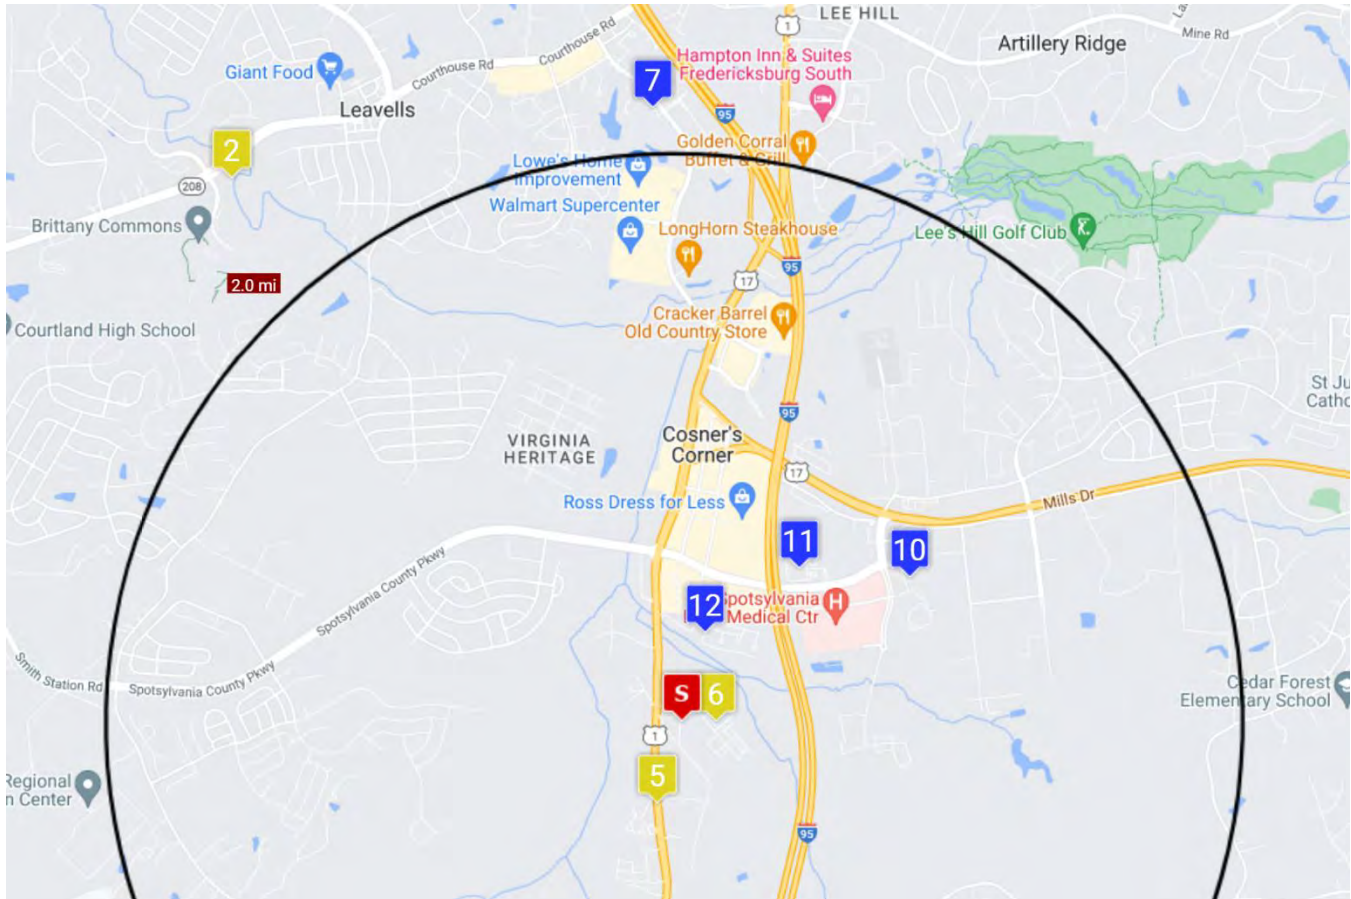 LEE HILL
1
Mine Rd
Artillery Ridge
Courthouse Rd
Hampton Inn & Suites
Fredericksburg South
Giant Food
Courthouse Rd
7
Leavells
95
2
Golden Corral
Buffet & Grill
Lowe's Home
Improvement
208
Walmart Supercenter
Brittany Commons
LongHorn Steakhouse
Lee's Hill Golf Club
95
17
2.0 mi
Cracker Barrel
Old Country Store
Courtland High School
St Ju
Catho
95
Cosner's
Corner
VIRGINIA
HERITAGE
17
Ross Dress for Less
Mills Dr
11
10
Spotsylvania County Pkwy
12
Spotsylvania
Medical Ctr
H
Smith Station Rd
Spotsylvania County Pkwy
S
6
Cedar Forest
Elementary School
1
5
Regional
n Center
95